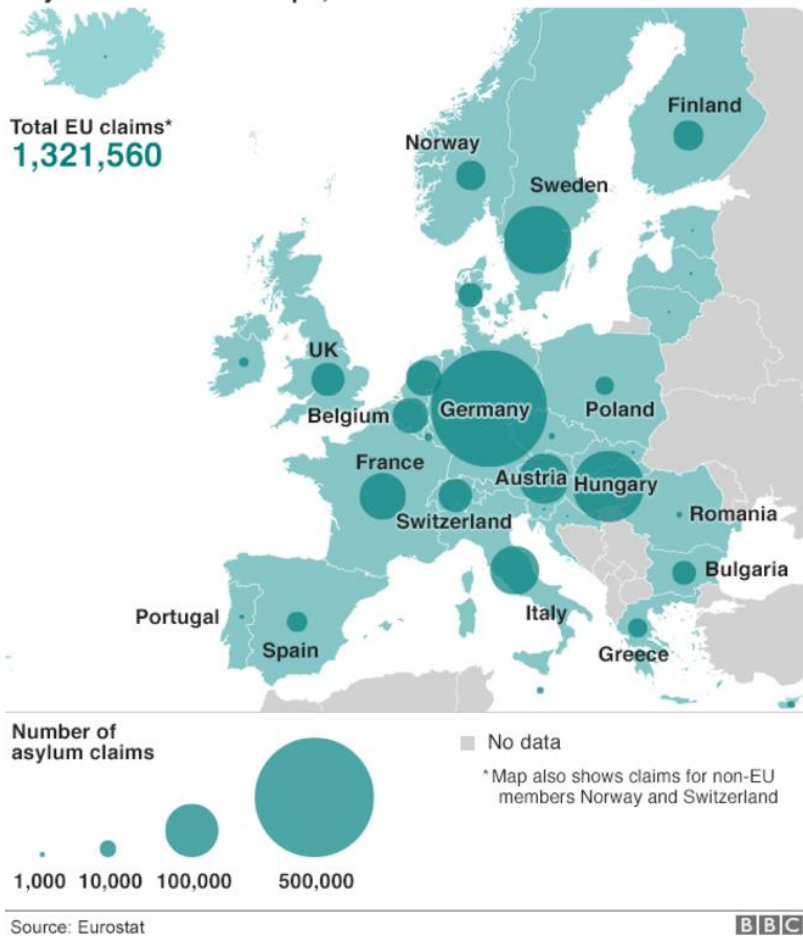 Total EU claims*
1,321,560
Finland
Norway
Sweden
UK
Belgium
Germany
Poland
France
Austria
Hungary
Switzerland
Romania
Bulgaria
Portugal
Italy
Spain
Greece
Number of
asylum claims
1,000 10,000 100,000 500,000
No data
*Map also shows claims for non-EU
members Norway and Switzerland
Source: Eurostat
BBC